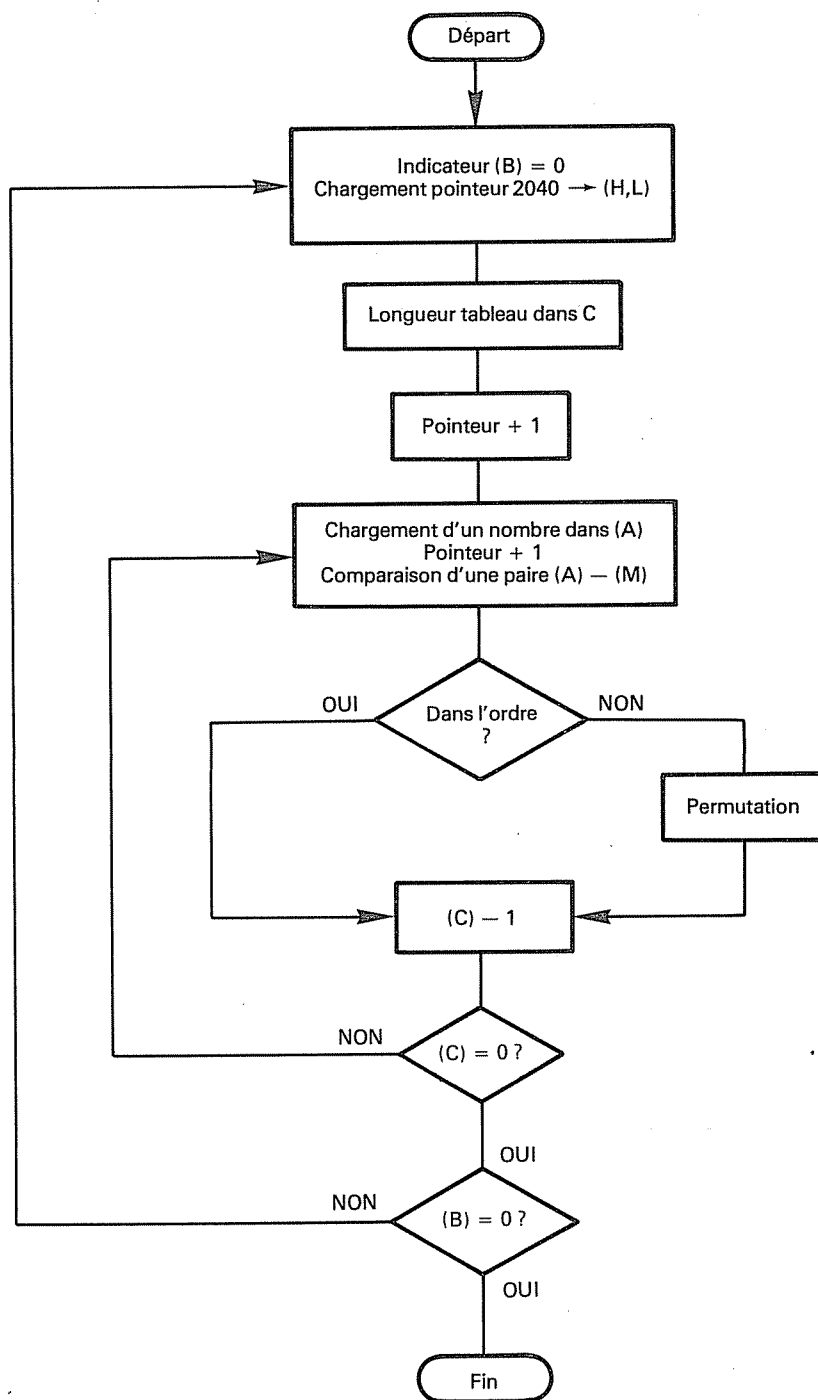 Départ
Indicateur (B) = 0
Chargement pointeur 2040 → (H,L)
Longueur tableau dans C
Pointeur + 1
Chargement d'un nombre dans (A)
Pointeur + 1
Comparaison d'une paire (A) — (M)
OUI
Dans l'ordre
?
NON
Permutation
(C) — 1
NON
(C) = 0 ?
OUI
NON
(B) = 0 ?
OUI
Fin